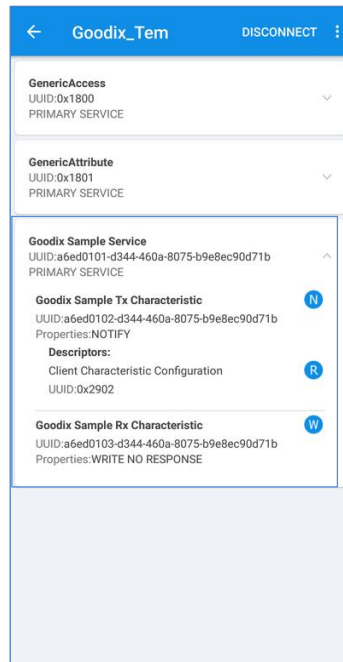 Goodix_Tem
DISCONNECT
GenericAccess
UUID:0x1800
PRIMARY SERVICE
GenericAttribute
UUID:0x1801
PRIMARY SERVICE
Goodix Sample Service
UUID:a6ed0101-d344-460a-8075-b9e8ec90d71b
PRIMARY SERVICE
Goodix Sample Tx Characteristic
N
UUID:a6ed0102-d344-460a-8075-b9e8ec90d71b
Properties:NOTIFY
Descriptors:
Client Characteristic Configuration
R
UUID:0x2902
Goodix Sample Rx Characteristic
W
UUID:a6ed0103-d344-460a-8075-b9e8ec90d71b
Properties:WRITE NO RESPONSE